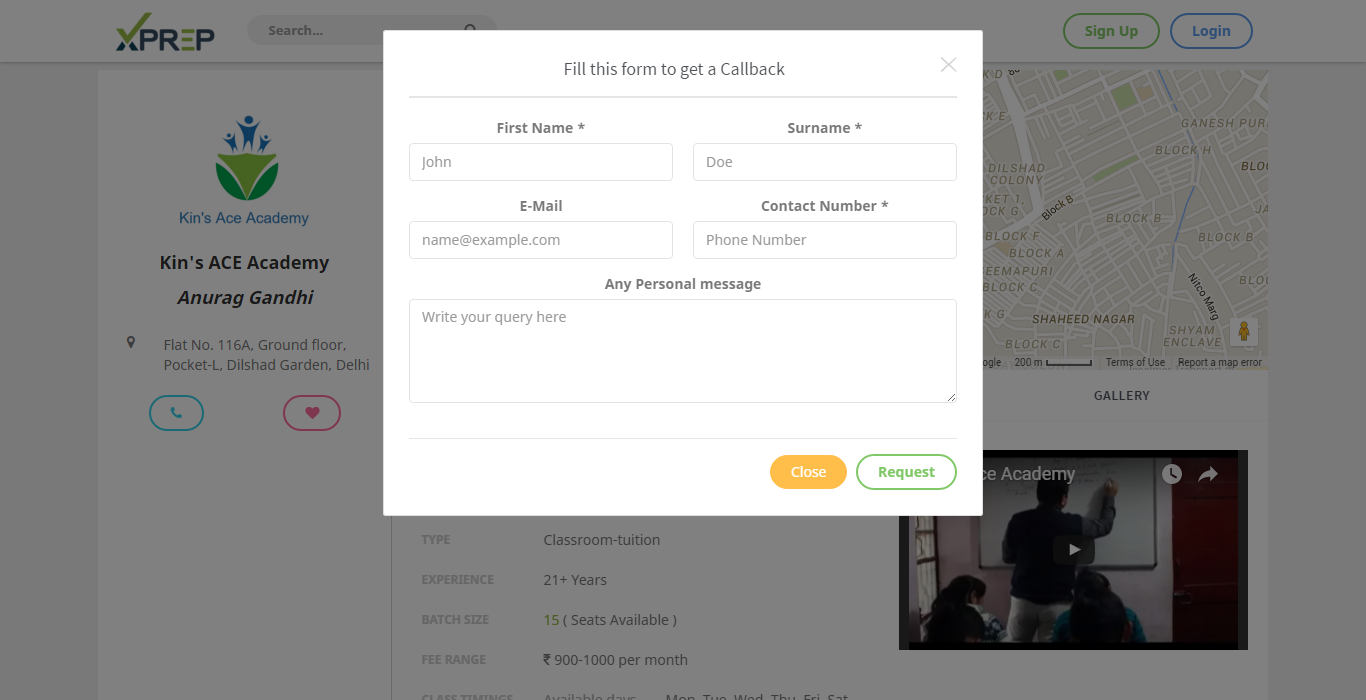 XPREP
Search...
Sign Up
Login
Fill this form to get a Callback
First Name *
Surname *
John
Doe
E-Mail
Contact Number *
name@example.com
Phone Number
Any Personal message
Write your query here
Close
Request
Kin's Ace Academy
Kin's ACE Academy
Anurag Gandhi
Flat No. 116A, Ground floor,
Pocket-L, Dilshad Garden, Delhi
GANESH PURI
BLOCK H
DILSHAD
COLONY
Block B
BLOCK B
BLOCK B
BLOCK F
BLOCK A
BLOCK C
Nitco Marg
SHAHEED NAGAR
SHYAM
ENCLAVE
BLOCK C
200 m
Terms of Use
Report a map error
GALLERY
ce Academy
TYPE
Classroom-tuition
EXPERIENCE
21+ Years
BATCH SIZE
15 ( Seats Available )
FEE RANGE
₹ 900-1000 per month
CLASS TIMINGS
Available days
Mon, Tue, Wed, Thu, Fri, Sat